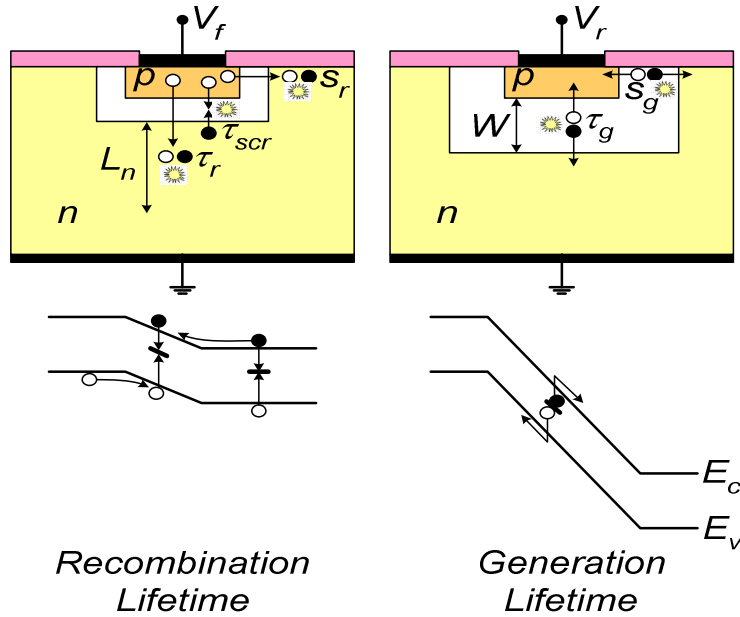 V_f
p
s_r
τ_scr
L_n
τ_r
n
V_r
p
s_g
W
τ_g
n
E_c
E_v
Recombination
Lifetime
Generation
Lifetime